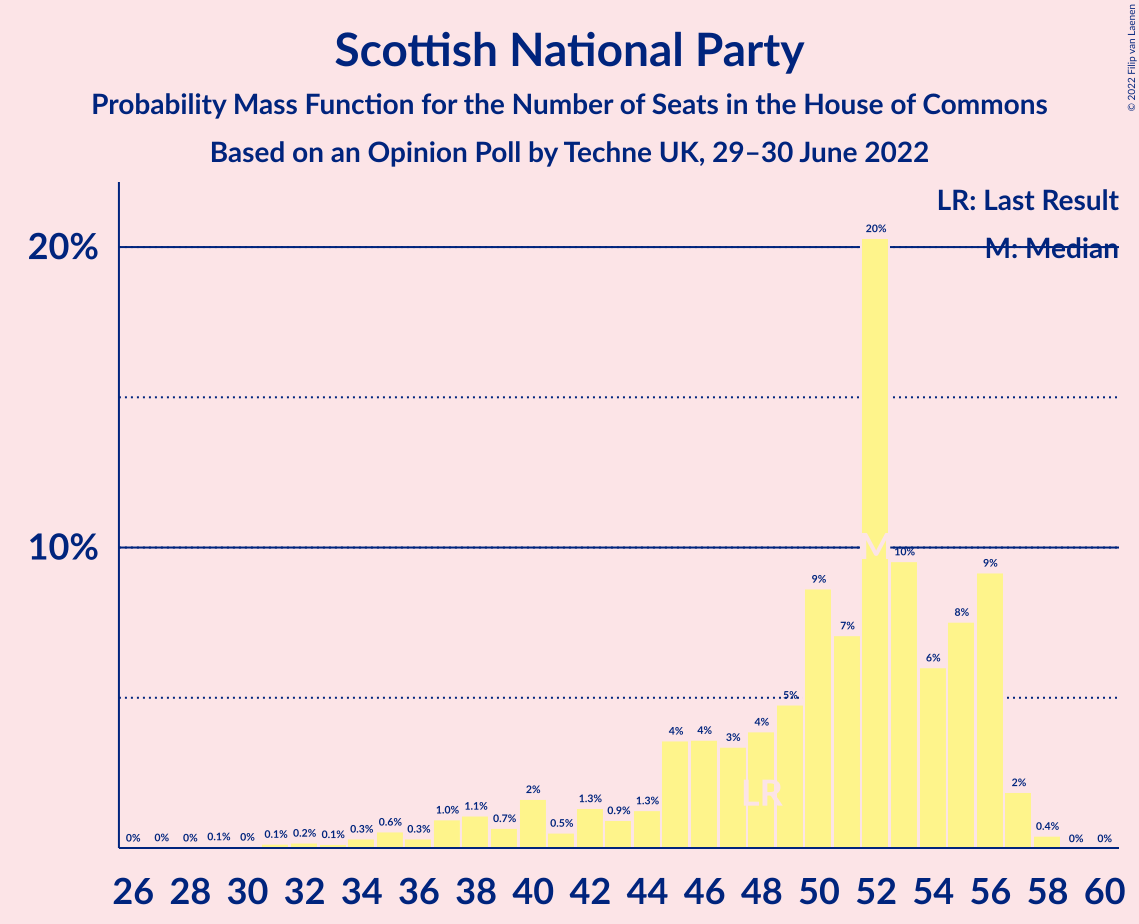 Scottish National Party
Probability Mass Function for the Number of Seats in the House of Commons
Based on an Opinion Poll by Techne UK, 29–30 June 2022
© 2022 Filip van Laenen
LR: Last Result
M: Median
20%
10%
0% 0% 0% 0.1% 0% 0.1% 0.2% 0.1% 0.3% 0.6% 0.3% 1.0% 1.1% 0.7% 2% 0.5% 1.3% 0.9% 1.3% 4% 4% 3% 4% 5% 9% 7% 20% 10% 6% 8% 9% 2% 0.4% 0% 0%
M
LR
26 28 30 32 34 36 38 40 42 44 46 48 50 52 54 56 58 60